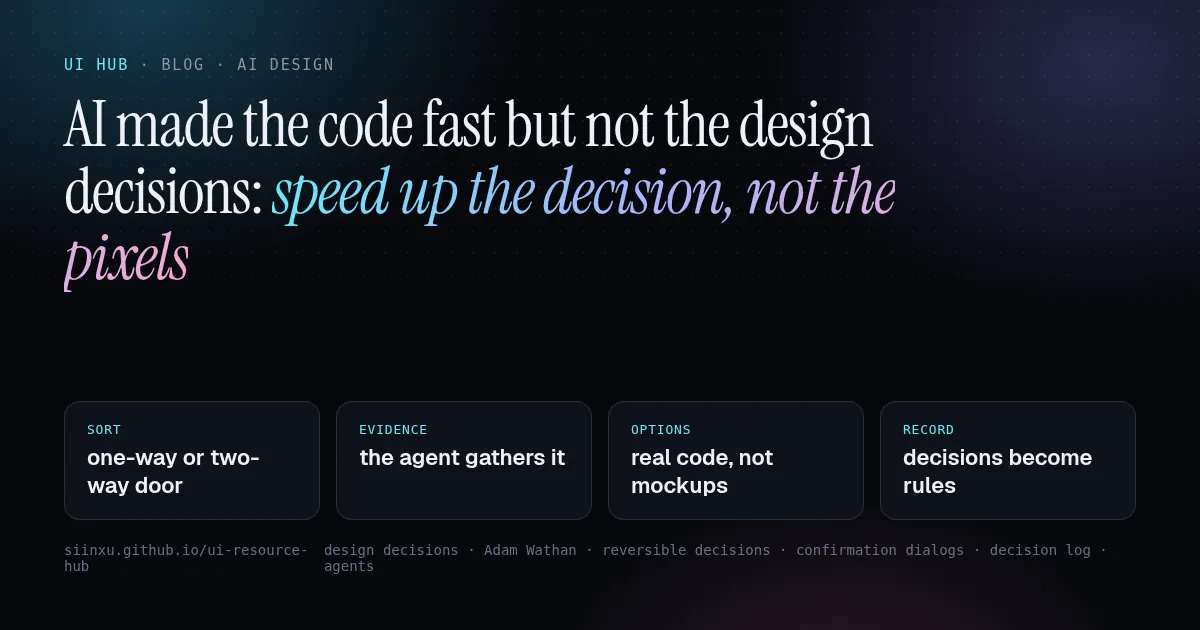 UI HUB · BLOG · AI DESIGN
AI made the code fast but not the design
decisions: speed up the decision, not the
pixels
SORT
one-way or two-
way door
EVIDENCE
the agent gathers it
OPTIONS
real code, not
mockups
RECORD
decisions become
rules
siinxu.github.io/ui-resource-
hub
design decisions · Adam Wathan · reversible decisions · confirmation dialogs · decision log ·
agents